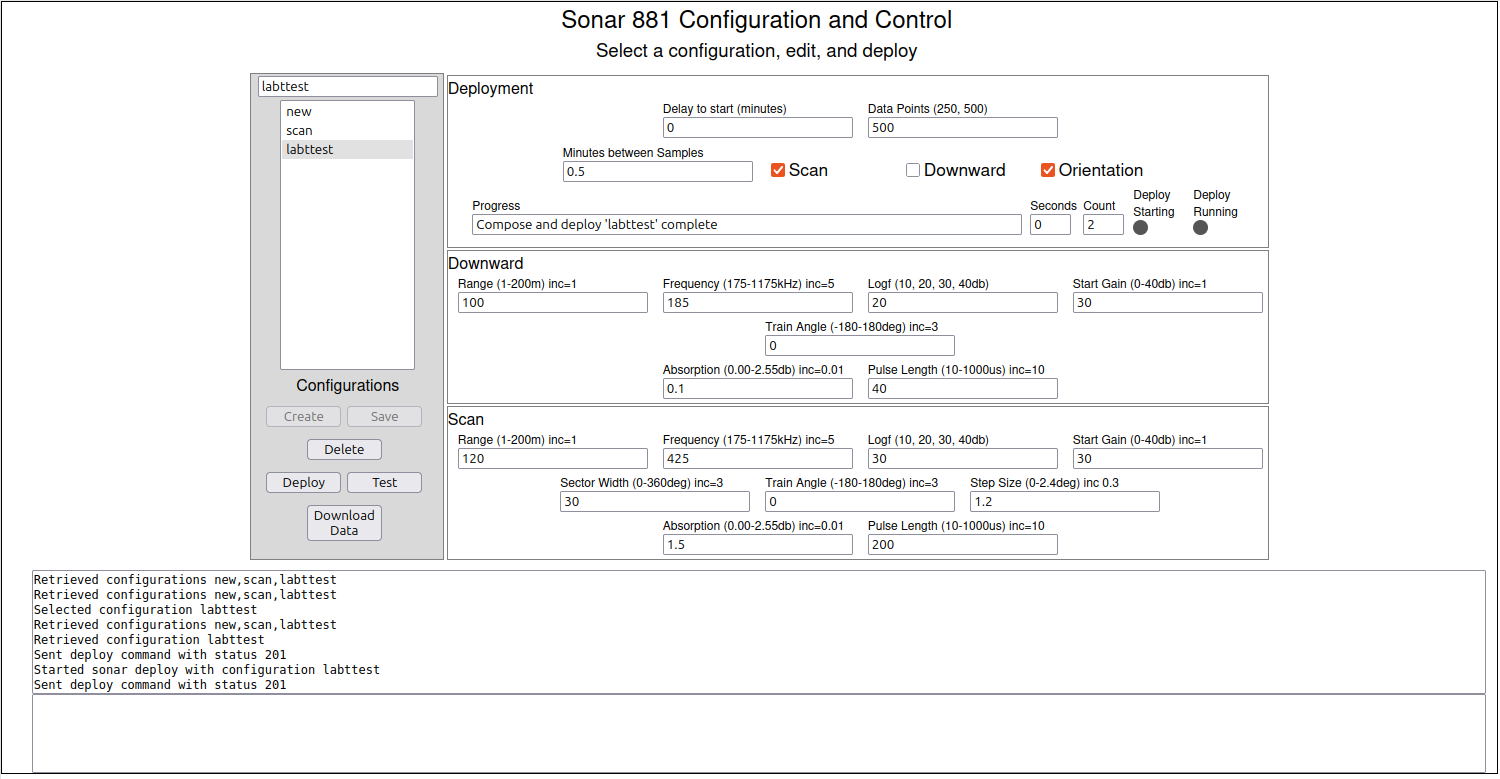 Sonar 881 Configuration and Control
Select a configuration, edit, and deploy
labttest
new
scan
labttest
Configurations
Create Save
Delete
Deploy Test
Download
Data
Deployment
Delay to start (minutes) Data Points (250, 500)
0 500
Minutes between Samples
0.5 Scan Downward Orientation
Progress Seconds Count Deploy Starting Deploy Running
Compose and deploy 'labttest' complete 0 2
Downward
Range (1-200m) inc=1 Frequency (175-1175kHz) inc=5 Logf (10, 20, 30, 40db) Start Gain (0-40db) inc=1
100 185 20 30
Train Angle (-180-180deg) inc=3
0
Absorption (0.00-2.55db) inc=0.01 Pulse Length (10-1000us) inc=10
0.1 40
Scan
Range (1-200m) inc=1 Frequency (175-1175kHz) inc=5 Logf (10, 20, 30, 40db) Start Gain (0-40db) inc=1
120 425 30 30
Sector Width (0-360deg) inc=3 Train Angle (-180-180deg) inc=3 Step Size (0-2.4deg) inc 0.3
30 0 1.2
Absorption (0.00-2.55db) inc=0.01 Pulse Length (10-1000us) inc=10
1.5 200
Retrieved configurations new,scan,labttest
Retrieved configurations new,scan,labttest
Selected configuration labttest
Retrieved configurations new,scan,labttest
Retrieved configuration labttest
Sent deploy command with status 201
Started sonar deploy with configuration labttest
Sent deploy command with status 201